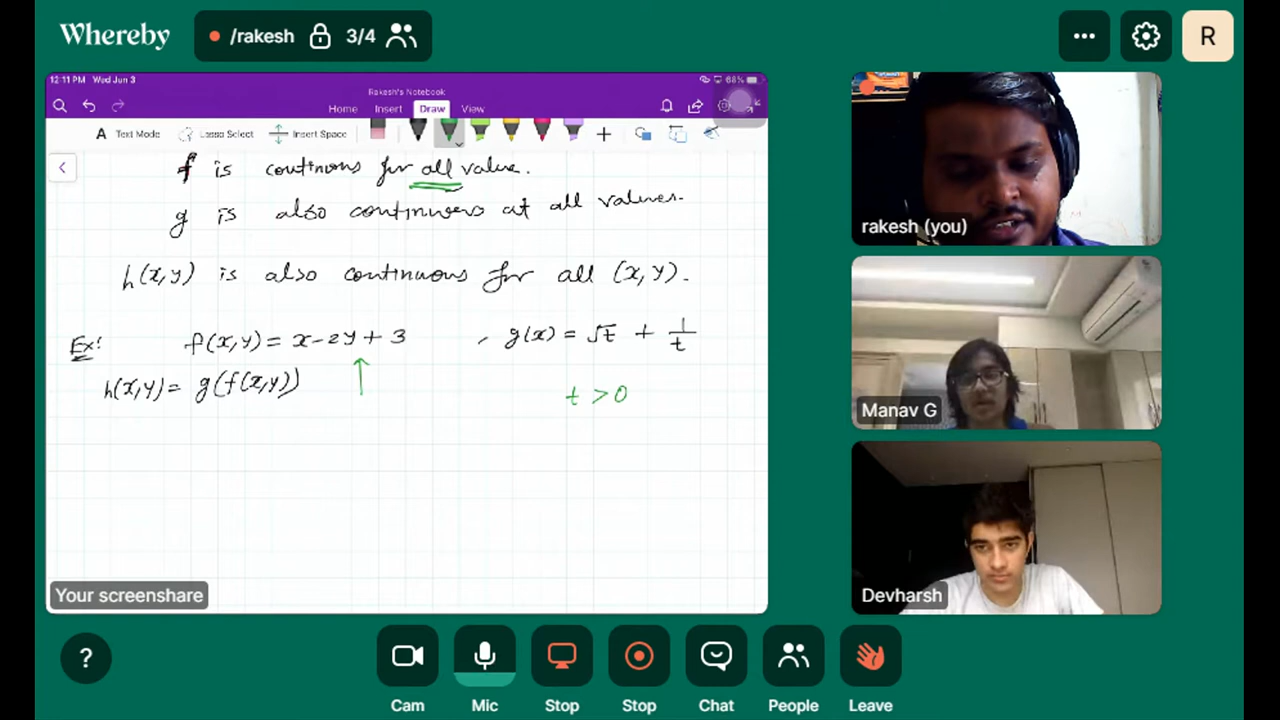 Whereby
/rakesh 3/4
R
12:11 PM Wed Jun 3
68%
Rakesh's Notebook
Home Insert Draw View
A Text Mode Lasso Select Insert Space
f is continous for all value.
g is also continuous at all values.
h(x,y) is also continuous for all (x,y).
Ex: f(x,y) = x-2y+3 , g(x) = √t + 1/t
h(x,y) = g(f(x,y))
t > 0
Your screenshare
rakesh (you)
Manav G
Devharsh
?
Cam Mic Stop Stop Chat People Leave